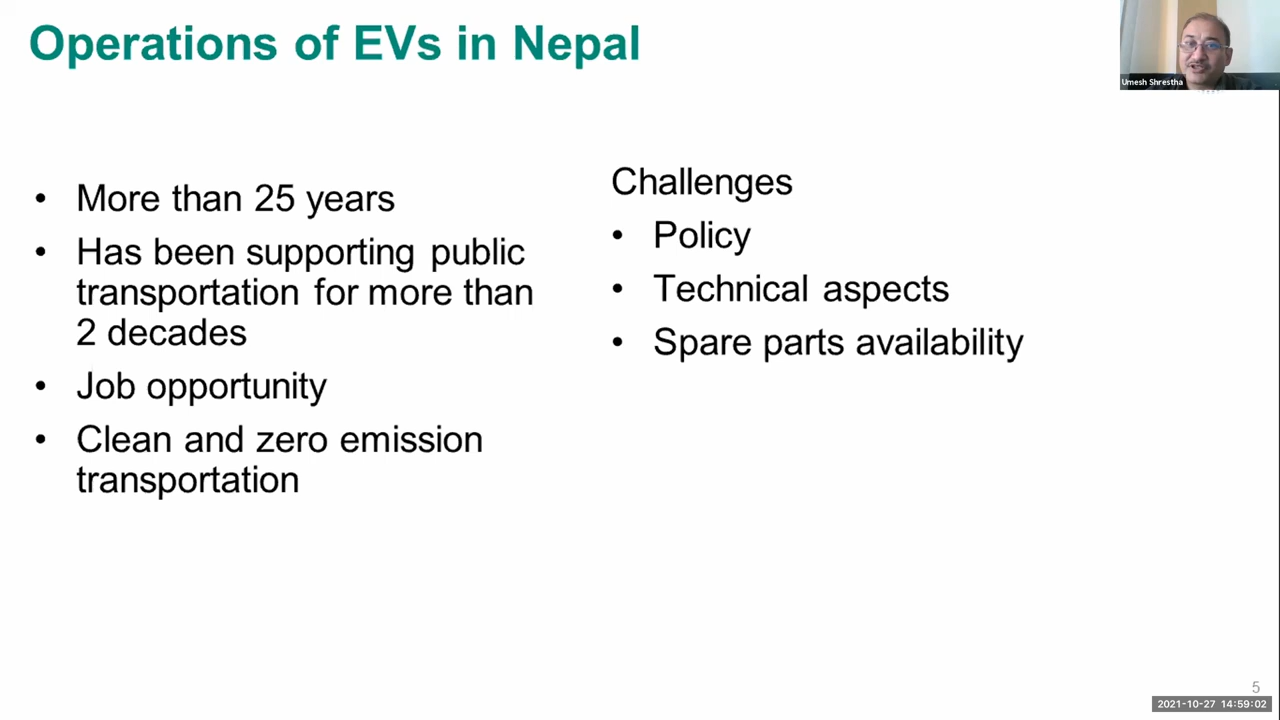 Operations of EVs in Nepal
Umesh Shrestha
• More than 25 years
• Has been supporting public
transportation for more than
2 decades
• Job opportunity
• Clean and zero emission
transportation
Challenges
• Policy
• Technical aspects
• Spare parts availability
5
2021-10-27 14:59:02